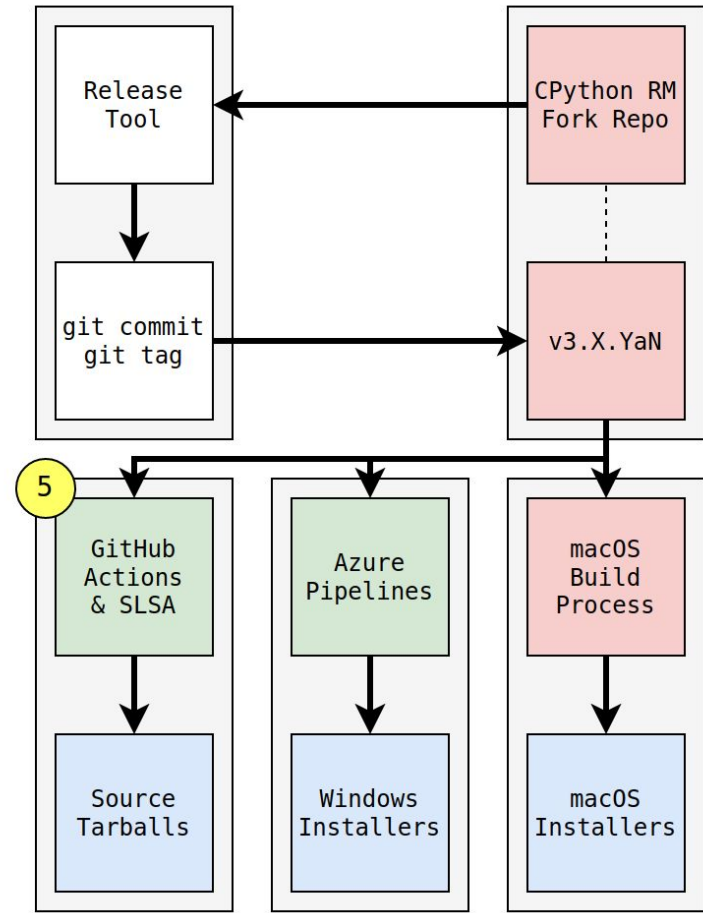 Release
Tool
CPython RM
Fork Repo
git commit
git tag
v3.X.YaN
5
GitHub
Actions
& SLSA
Azure
Pipelines
macOS
Build
Process
Source
Tarballs
Windows
Installers
macOS
Installers